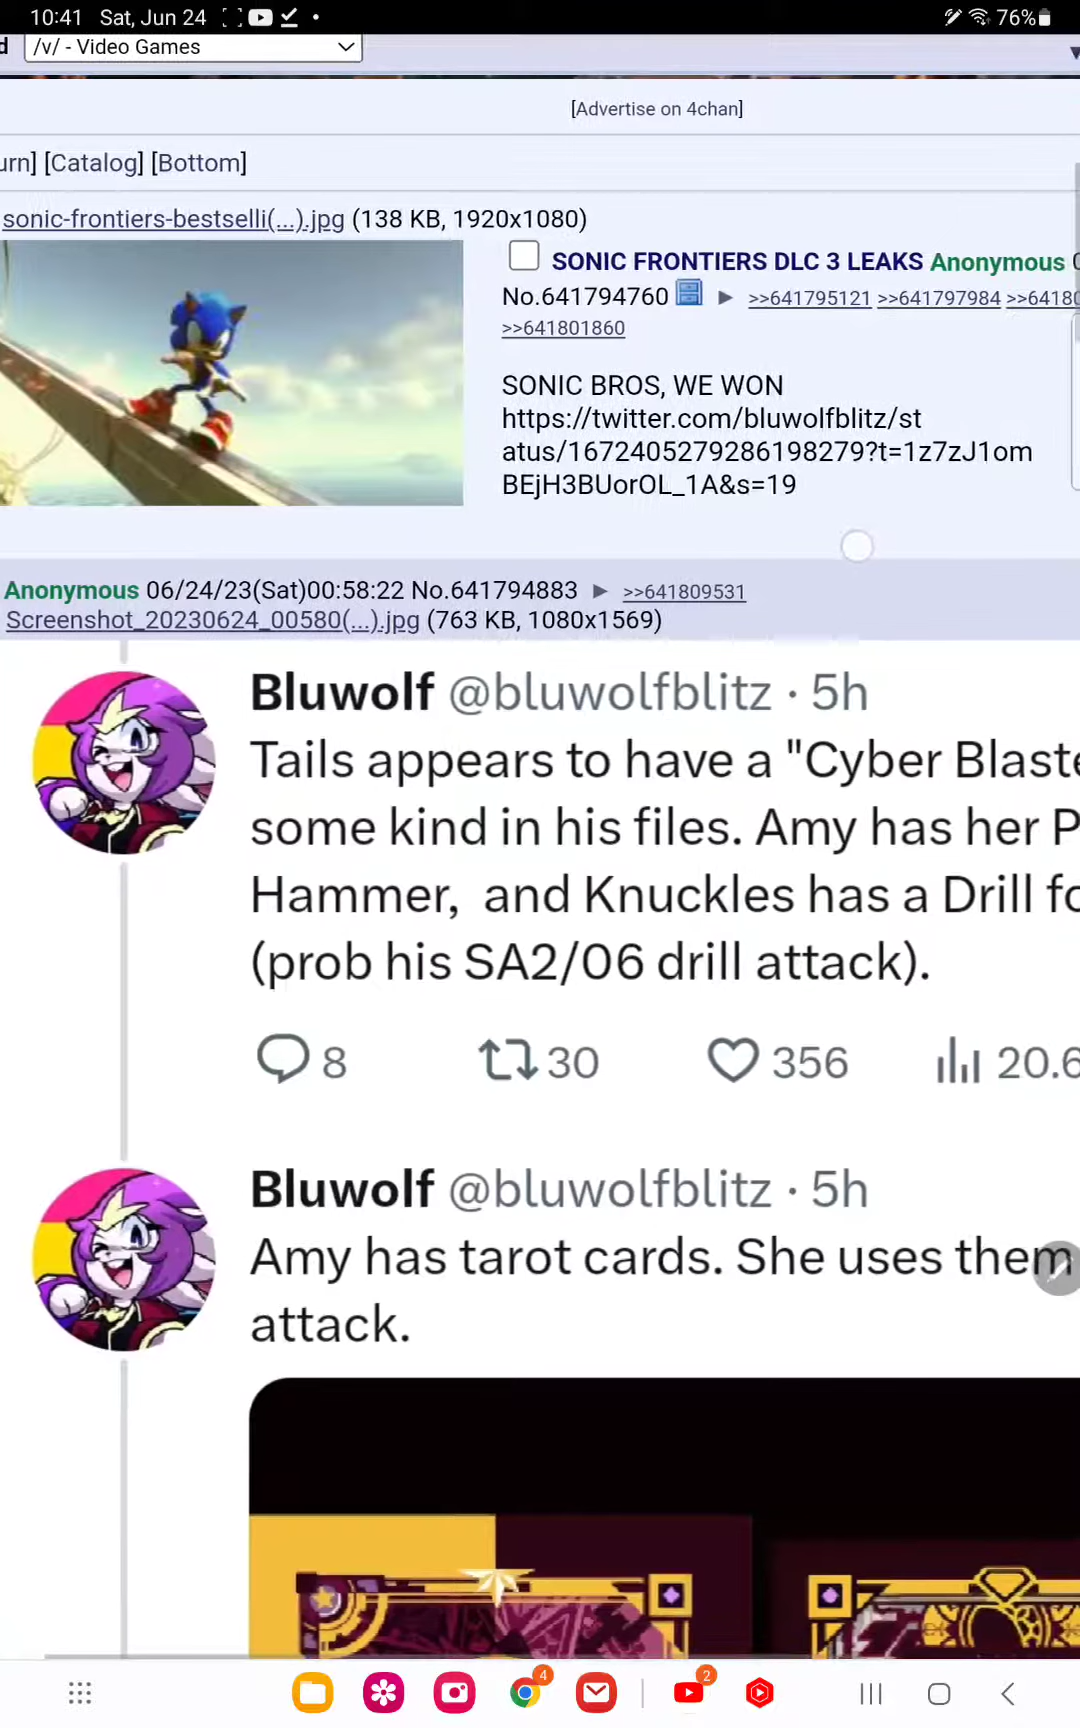 10:41 Sat, Jun 24
76%
/v/ - Video Games
[Advertise on 4chan]
urn] [Catalog] [Bottom]
sonic-frontiers-bestselli(...).jpg (138 KB, 1920x1080)
SONIC FRONTIERS DLC 3 LEAKS Anonymous
No.641794760 ▶ >>641795121 >>641797984 >>64180
>>641801860
SONIC BROS, WE WON
https://twitter.com/bluwolfblitz/st
atus/1672405279286198279?t=1z7zJ1om
BEjH3BUorOL_1A&s=19
Anonymous 06/24/23(Sat)00:58:22 No.641794883 ▶ >>641809531
Screenshot_20230624_00580(...).jpg (763 KB, 1080x1569)
Bluwolf @bluwolfblitz · 5h
Tails appears to have a "Cyber Blaste
some kind in his files. Amy has her P
Hammer, and Knuckles has a Drill fo
(prob his SA2/06 drill attack).
8 30 356 20.6
Bluwolf @bluwolfblitz · 5h
Amy has tarot cards. She uses them
attack.
4
2